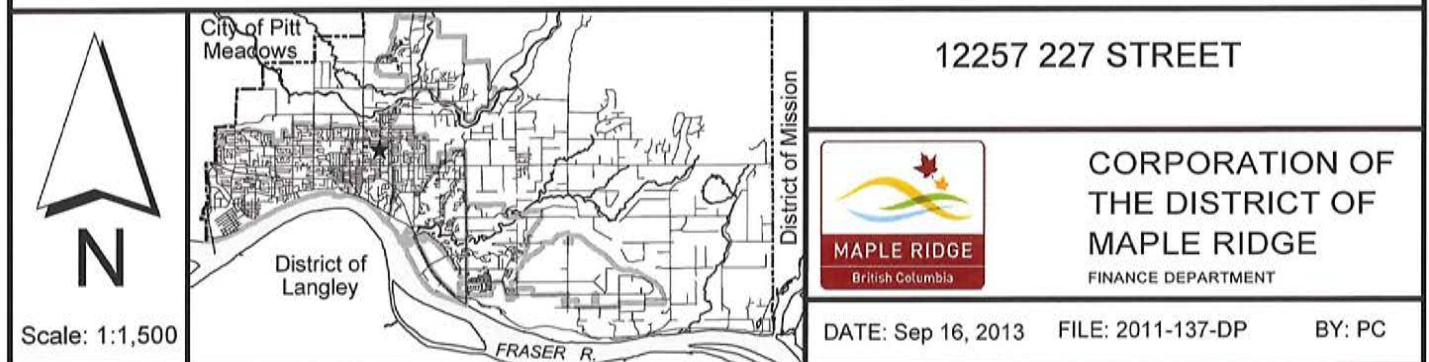 N
Scale: 1:1,500
City of Pitt
Meadows
District of Mission
District of
Langley
FRASER R.
12257 227 STREET
MAPLE RIDGE
British Columbia
CORPORATION OF
THE DISTRICT OF
MAPLE RIDGE
FINANCE DEPARTMENT
DATE: Sep 16, 2013 FILE: 2011-137-DP BY: PC